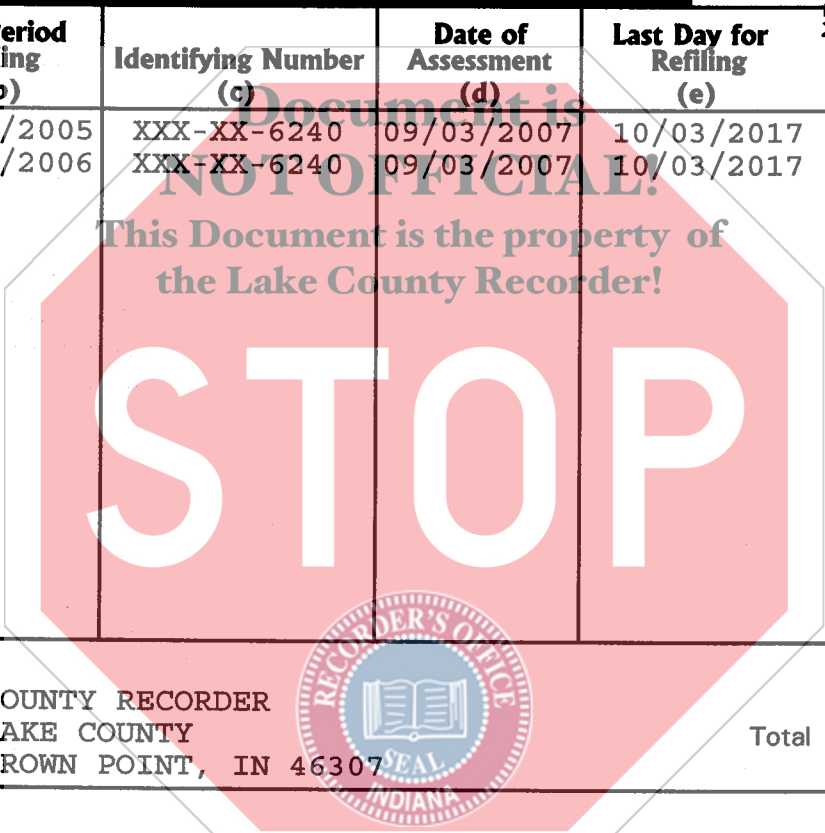 eriod
ing
Identifying Number
Date of
Assessment
Last Day for
Refiling
(c)
(d)
(e)
/2005 XXX-XX-6240 09/03/2007 10/03/2017
/2006 XXX-XX-6240 09/03/2007 10/03/2017
Document is
NOT OFFICIAL!
This Document is the property of
the Lake County Recorder!
STOP
OUNTY RECORDER
AKE COUNTY
ROWN POINT, IN 46307
Total
RECORDER'S OFFICE
SEAL
INDIANA